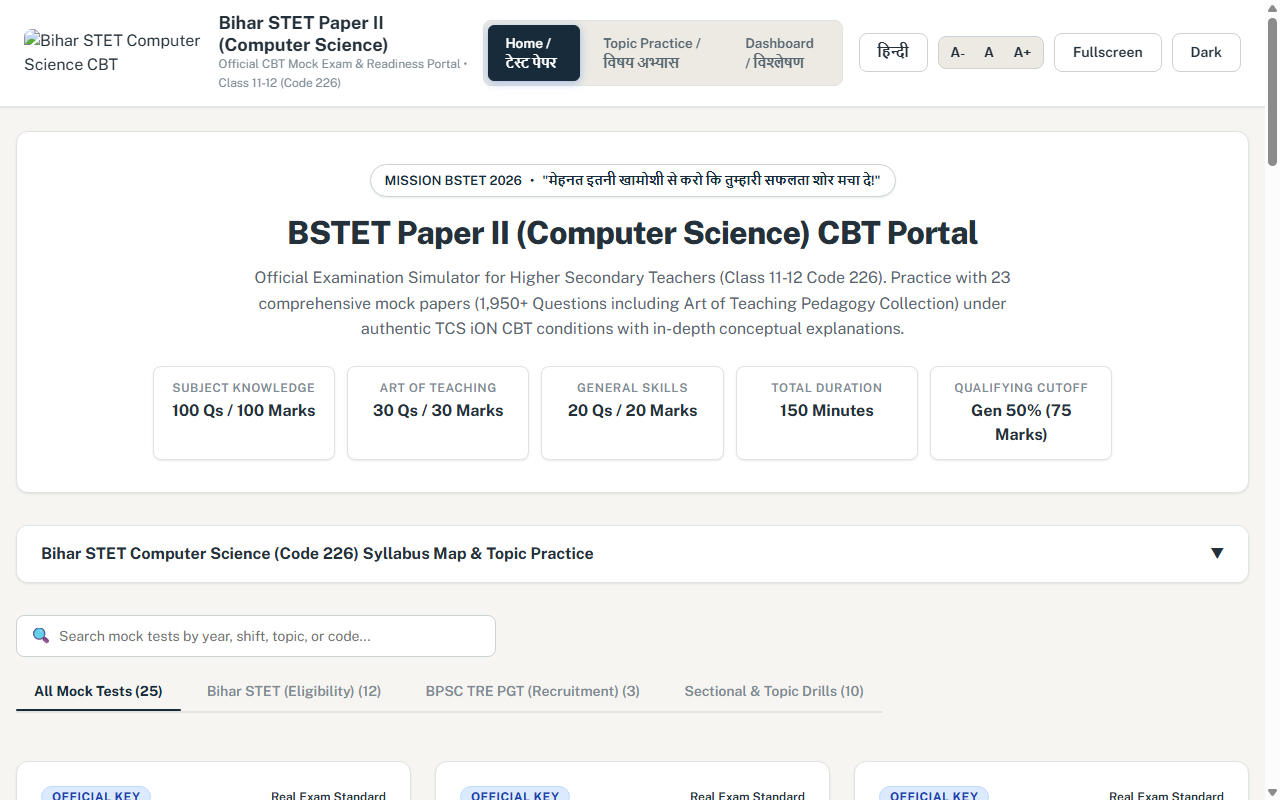 Bihar STET Computer
Science CBT
Bihar STET Paper II
(Computer Science)
Official CBT Mock Exam & Readiness Portal •
Class 11-12 (Code 226)
Home /
टेस्ट पेपर
Topic Practice /
विषय अभ्यास
Dashboard
/ विश्लेषण
हिन्दी
A- A A+
Fullscreen
Dark
MISSION BSTET 2026 • "मेहनत इतनी खामोशी से करो कि तुम्हारी सफलता शोर मचा दे!"
BSTET Paper II (Computer Science) CBT Portal
Official Examination Simulator for Higher Secondary Teachers (Class 11-12 Code 226). Practice with 23
comprehensive mock papers (1,950+ Questions including Art of Teaching Pedagogy Collection) under
authentic TCS iON CBT conditions with in-depth conceptual explanations.
SUBJECT KNOWLEDGE
100 Qs / 100 Marks
ART OF TEACHING
30 Qs / 30 Marks
GENERAL SKILLS
20 Qs / 20 Marks
TOTAL DURATION
150 Minutes
QUALIFYING CUTOFF
Gen 50% (75
Marks)
Bihar STET Computer Science (Code 226) Syllabus Map & Topic Practice
Search mock tests by year, shift, topic, or code...
All Mock Tests (25)
Bihar STET (Eligibility) (12)
BPSC TRE PGT (Recruitment) (3)
Sectional & Topic Drills (10)
OFFICIAL KEY
Real Exam Standard
OFFICIAL KEY
Real Exam Standard
OFFICIAL KEY
Real Exam Standard